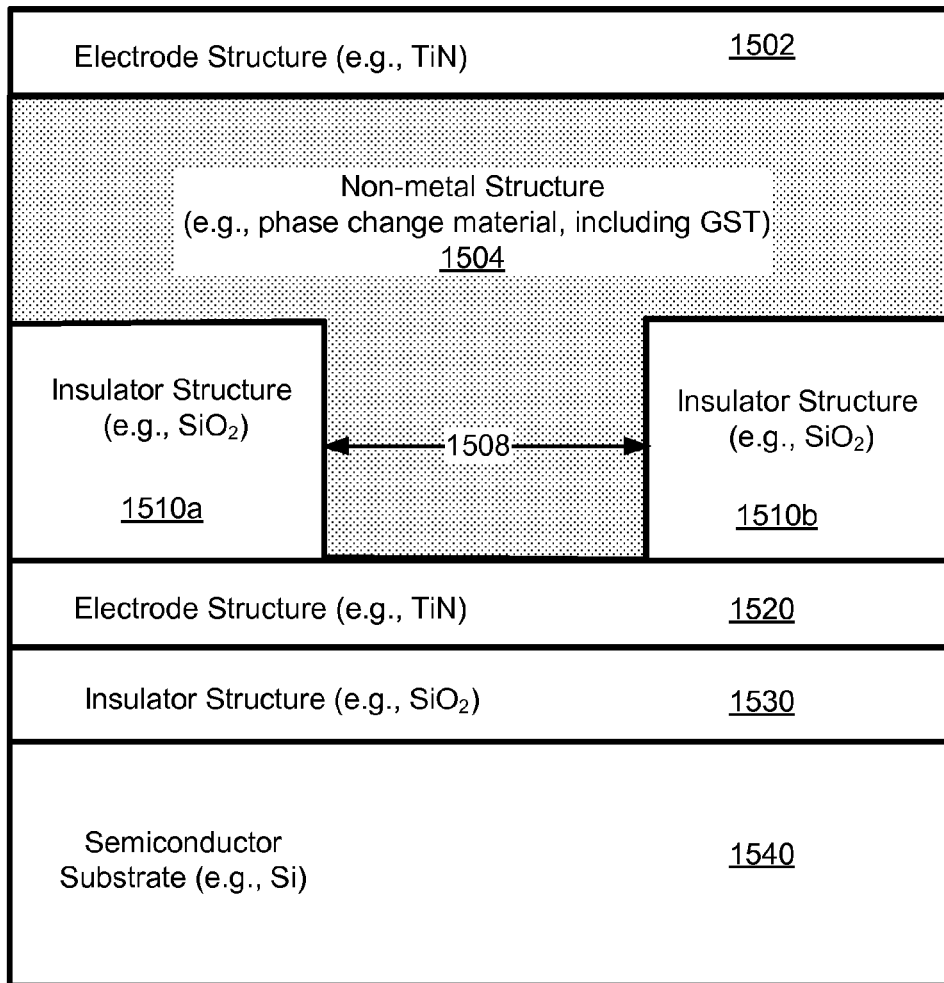 Electrode Structure (e.g., TiN) 1502
Non-metal Structure
(e.g., phase change material, including GST)
1504
Insulator Structure
(e.g., SiO₂)
1510a
1508
Insulator Structure
(e.g., SiO₂)
1510b
Electrode Structure (e.g., TiN) 1520
Insulator Structure (e.g., SiO₂) 1530
Semiconductor
Substrate (e.g., Si)
1540